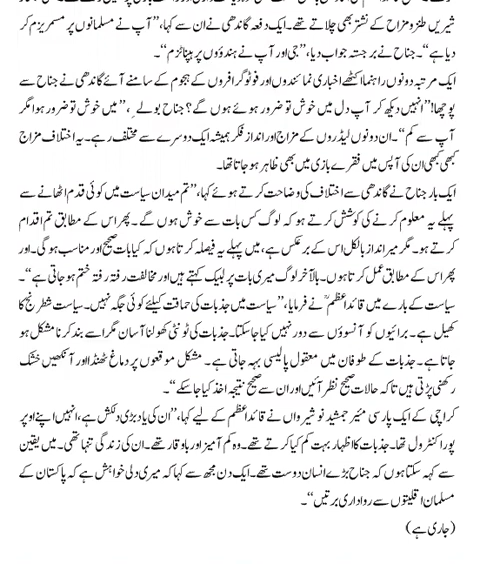 شیریں طنز و مزاح کے نشتر بھی چلاتے تھے۔ ایک دفعہ گاندھی نے ان سے کہا، ”آپ نے مسلمانوں پر مسمریزم کر
دیا ہے“۔ جناح نے برجستہ جواب دیا، ”جی اور آپ نے ہندوؤں پر ہپناٹزم“۔
ایک مرتبہ دونوں راہنما اکٹھے اخباری نمائندوں اور فوٹوگرافروں کے ہجوم کے سامنے آئے گاندھی نے جناح سے
پوچھا! ”انہیں دیکھ کر آپ دل میں خوش تو ضرور ہوئے ہوں گے؟ جناح بولے، ”میں خوش تو ضرور ہوا مگر
آپ سے کم“۔ ان دونوں لیڈروں کے مزاج اور انداز فکر ہمیشہ ایک دوسرے سے مختلف رہے۔ یہ اختلاف مزاج
کبھی کبھی ان کی آپس میں فقرے بازی میں بھی ظاہر ہو جاتا تھا۔
ایک بار جناح نے گاندھی سے اختلاف کی وضاحت کرتے ہوئے کہا، ”تم میدان سیاست میں کوئی قدم اٹھانے سے
پہلے یہ معلوم کرنے کی کوشش کرتے ہو کہ لوگ کس بات سے خوش ہوں گے۔ پھر اس کے مطابق تم اقدام
کرتے ہو۔ مگر میرا انداز بالکل اس کے برعکس ہے، میں پہلے یہ فیصلہ کرتا ہوں کہ کیا بات صحیح اور مناسب ہوگی۔ اور
پھر اس کے مطابق عمل کرتا ہوں۔ بالآخر لوگ میری بات پر لبیک کہتے ہیں اور مخالفت رفتہ رفتہ ختم ہو جاتی ہے“۔
سیاست کے بارے میں قائداعظمؒ نے فرمایا، ”سیاست میں جذبات کی حماقت کیلئے کوئی جگہ نہیں۔ سیاست شطرنج کا
کھیل ہے۔ برائیوں کو آنسوؤں سے دور نہیں کیا جاسکتا۔ جذبات کی ٹونٹی کھولنا آسان مگر اسے بند کرنا مشکل ہو
جاتا ہے۔ جذبات کے طوفان میں معقول پالیسی بہہ جاتی ہے۔ مشکل موقعوں پر دماغ ٹھنڈا اور آنکھیں خشک
رکھنی پڑتی ہیں تاکہ حالات صحیح نظر آئیں اور ان سے صحیح نتیجہ اخذ کیا جاسکے“۔
کراچی کے ایک پارسی میئر جمشید نوشیرواں نے قائداعظم کے لیے کہا، ”ان کی یاد بڑی دلکش ہے، انہیں اپنے اوپر
پورا کنٹرول تھا۔ جذبات کا اظہار بہت کم کیا کرتے تھے۔ وہ کم آمیز اور باوقار تھے۔ ان کی زندگی تنہا تھی۔ میں یقین
سے کہہ سکتا ہوں کہ جناح بڑے انسان دوست تھے۔ ایک دن مجھ سے کہا کہ میری دلی خواہش ہے کہ پاکستان کے
مسلمان اقلیتوں سے رواداری برتیں“۔
(جاری ہے)